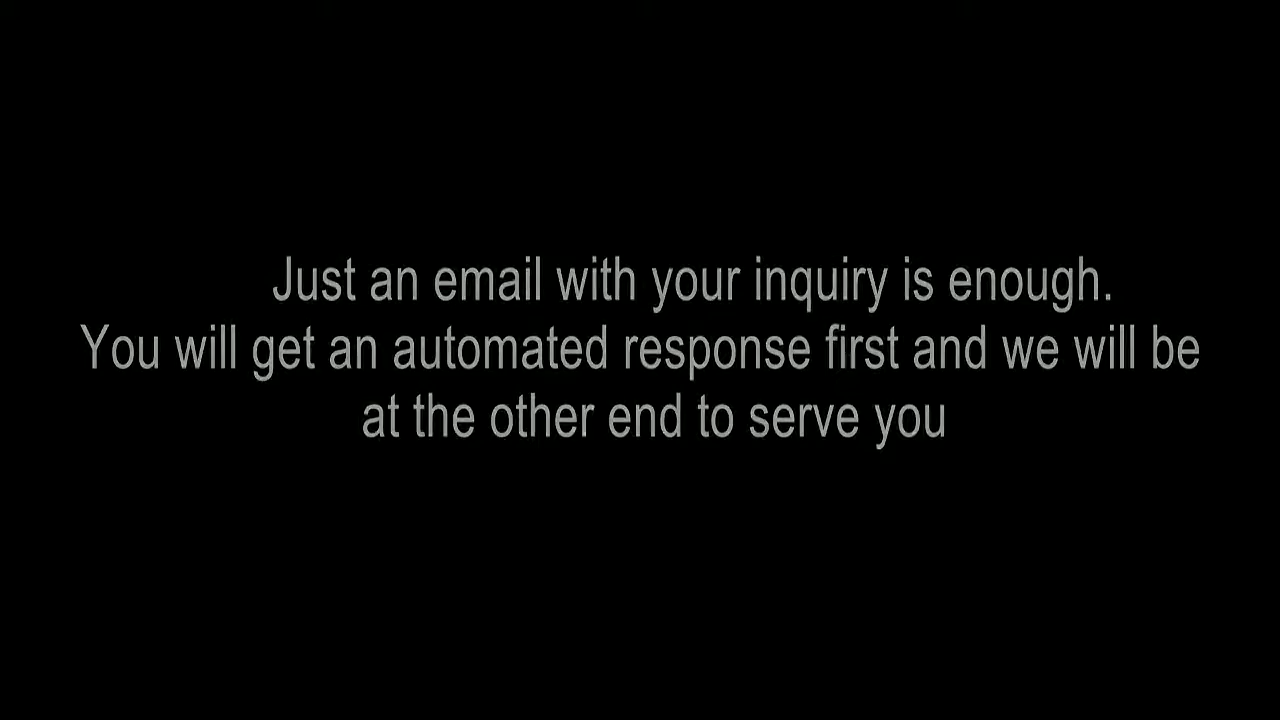 Just an email with your inquiry is enough.
You will get an automated response first and we will be
at the other end to serve you